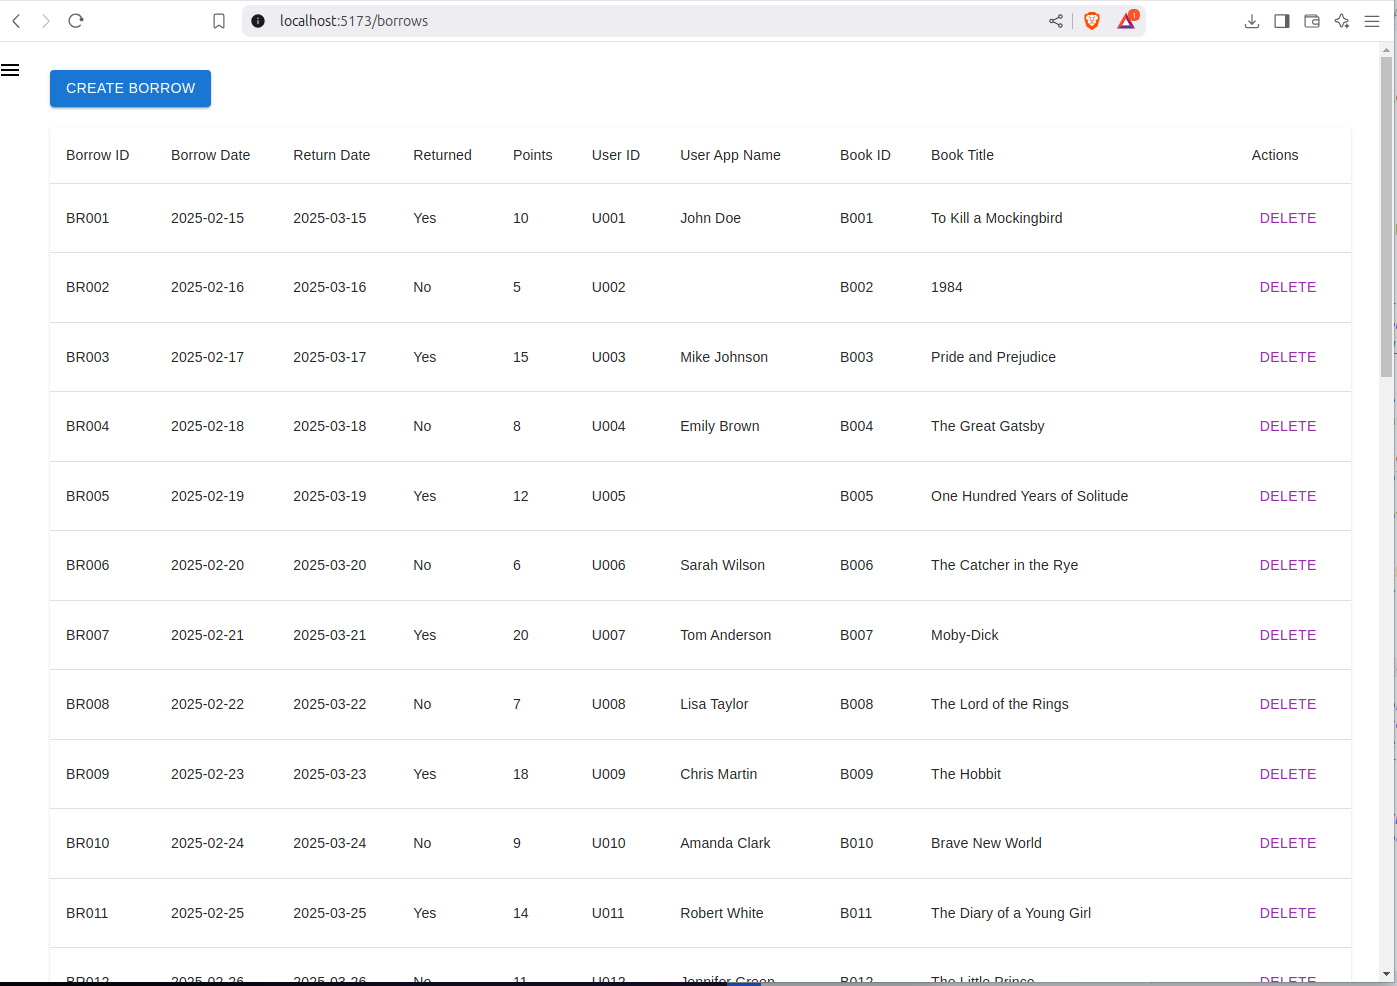 localhost:5173/borrows
CREATE BORROW
Borrow ID Borrow Date Return Date Returned Points User ID User App Name Book ID Book Title Actions
BR001 2025-02-15 2025-03-15 Yes 10 U001 John Doe B001 To Kill a Mockingbird DELETE
BR002 2025-02-16 2025-03-16 No 5 U002 B002 1984 DELETE
BR003 2025-02-17 2025-03-17 Yes 15 U003 Mike Johnson B003 Pride and Prejudice DELETE
BR004 2025-02-18 2025-03-18 No 8 U004 Emily Brown B004 The Great Gatsby DELETE
BR005 2025-02-19 2025-03-19 Yes 12 U005 B005 One Hundred Years of Solitude DELETE
BR006 2025-02-20 2025-03-20 No 6 U006 Sarah Wilson B006 The Catcher in the Rye DELETE
BR007 2025-02-21 2025-03-21 Yes 20 U007 Tom Anderson B007 Moby-Dick DELETE
BR008 2025-02-22 2025-03-22 No 7 U008 Lisa Taylor B008 The Lord of the Rings DELETE
BR009 2025-02-23 2025-03-23 Yes 18 U009 Chris Martin B009 The Hobbit DELETE
BR010 2025-02-24 2025-03-24 No 9 U010 Amanda Clark B010 Brave New World DELETE
BR011 2025-02-25 2025-03-25 Yes 14 U011 Robert White B011 The Diary of a Young Girl DELETE
BR012 2025-02-26 2025-03-26 No 11 U012 Jennifer Green B012 The Little Prince DELETE